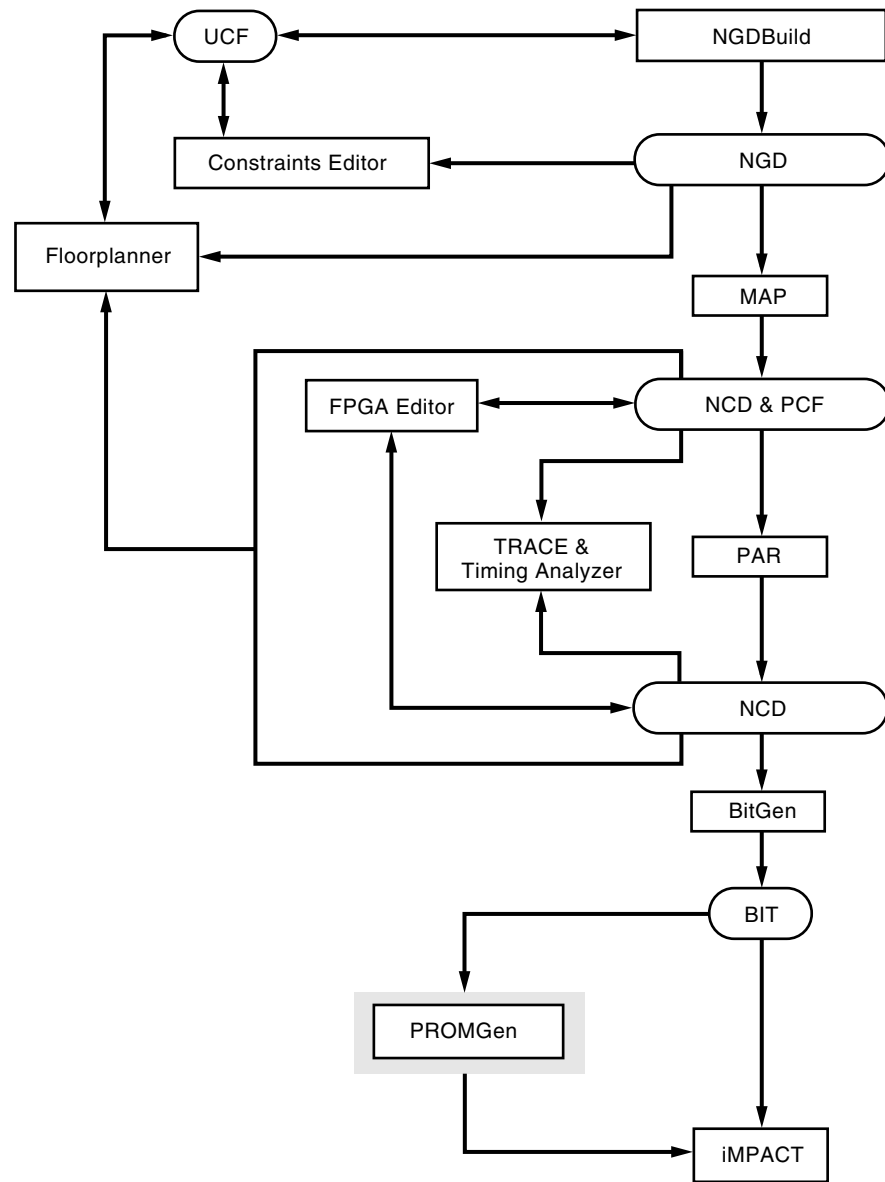 UCF
NGDBuild
Constraints Editor
NGD
Floorplanner
MAP
FPGA Editor
NCD & PCF
TRACE &
Timing Analyzer
PAR
NCD
BitGen
BIT
PROMGen
iMPACT